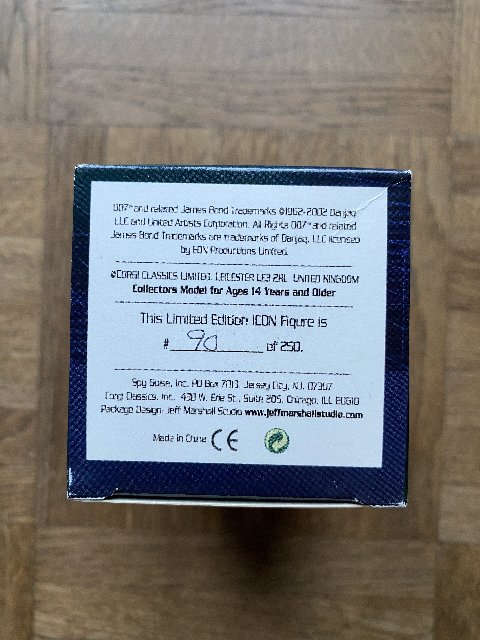 007™ and related James Bond Trademarks ©1962-2002 Danjaq
LLC and United Artists Corporation. All Rights 007™ and related
James Bond Trademarks are trademarks of Danjaq, LLC licensed
by EON Productions Limited.
©CORGI CLASSICS LIMITED. LEICESTER LE3 2RL. UNITED KINGDOM
Collectors Model for Ages 14 Years and Older
This Limited Edition ICON Figure is
# 90 of 250.
Spy Guise, Inc. PO Box 7013, Jersey City, N.J. 07307
Corgi Classics, Inc. 430 W. Erie St., Suite 205, Chicago, ILL 60610
Package Design: Jeff Marshall Studio www.jeffmarshallstudio.com
Made in China CE